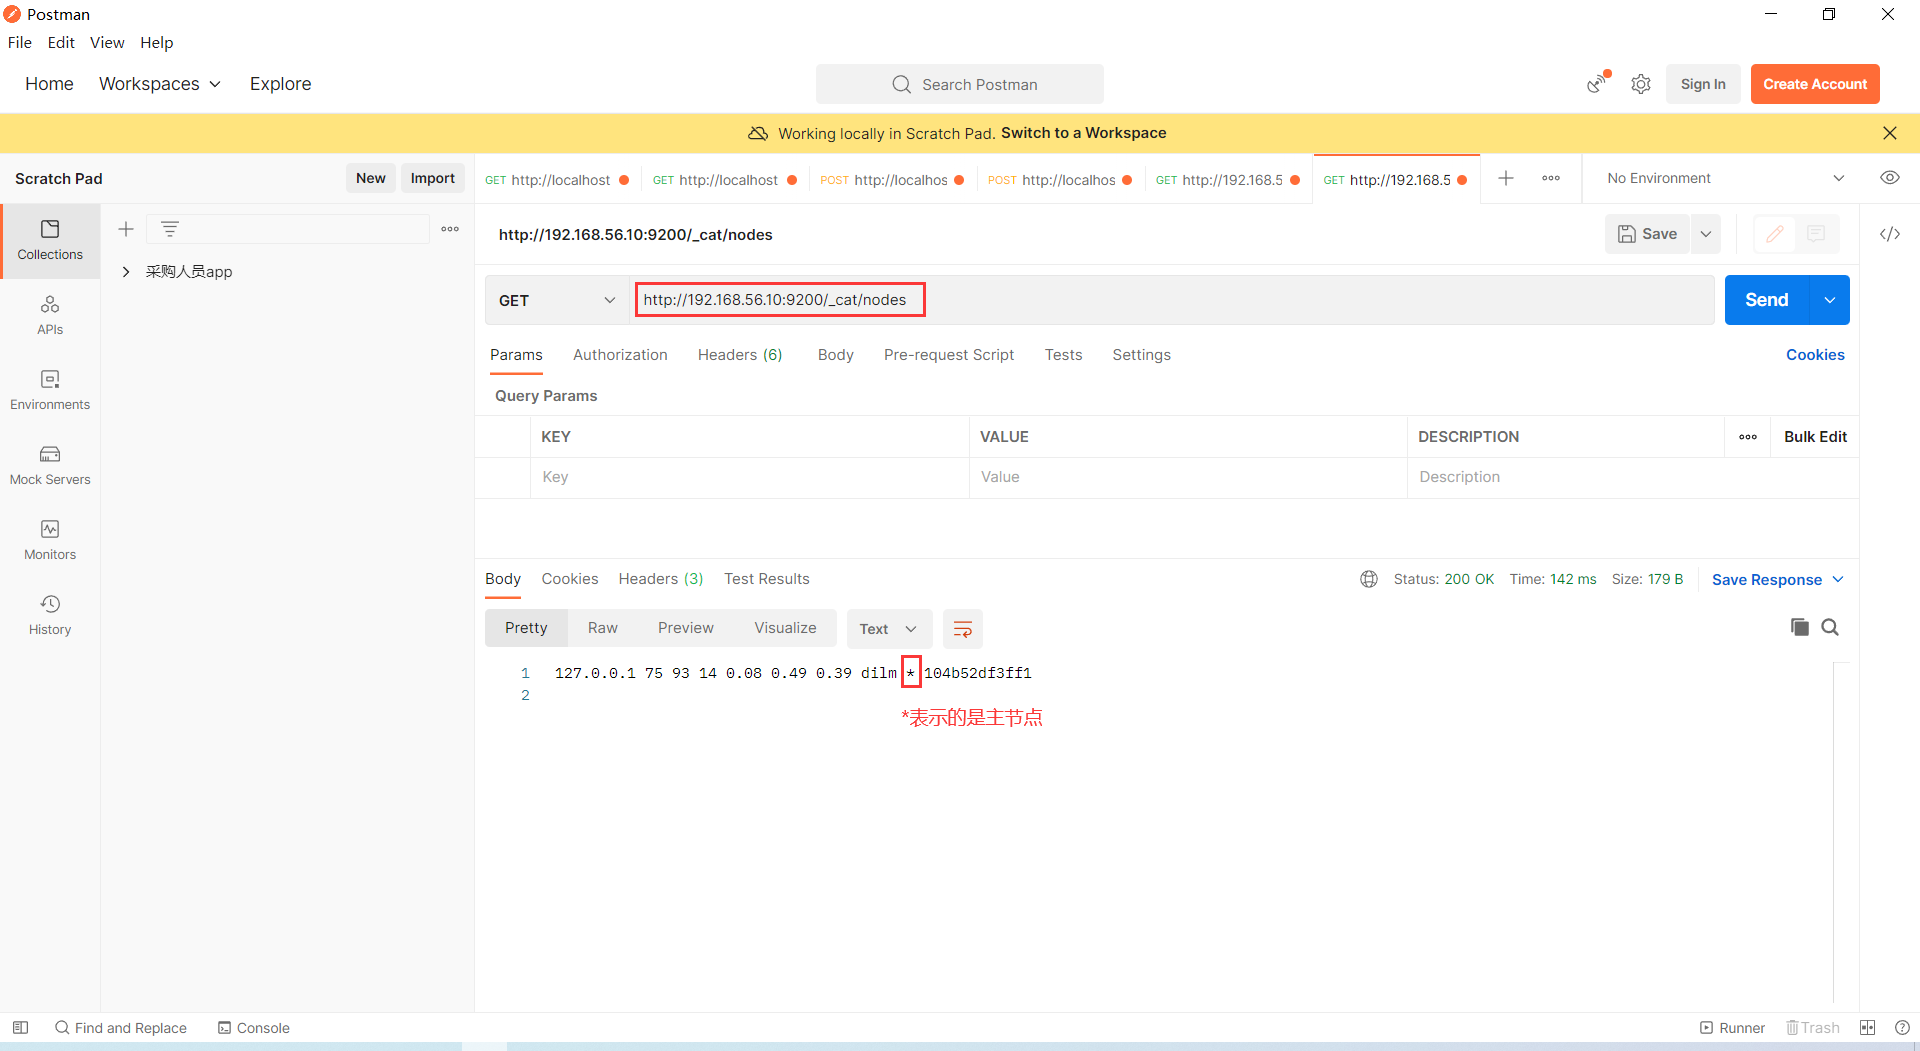 Postman
File Edit View Help
Home Workspaces Explore Search Postman Sign In Create Account
Working locally in Scratch Pad. Switch to a Workspace
Scratch Pad New Import GET http://localhost GET http://localhost POST http://localhos POST http://localhos GET http://192.168.5 GET http://192.168.5 No Environment
Collections
采购人员app
APIs
Environments
Mock Servers
Monitors
History
http://192.168.56.10:9200/_cat/nodes Save
GET http://192.168.56.10:9200/_cat/nodes Send
Params Authorization Headers (6) Body Pre-request Script Tests Settings Cookies
Query Params
KEY VALUE DESCRIPTION Bulk Edit
Key Value Description
Body Cookies Headers (3) Test Results Status: 200 OK Time: 142 ms Size: 179 B Save Response
Pretty Raw Preview Visualize Text
1 127.0.0.1 75 93 14 0.08 0.49 0.39 dilm * 104b52df3ff1
2
*表示的是主节点
Find and Replace Console Runner Trash